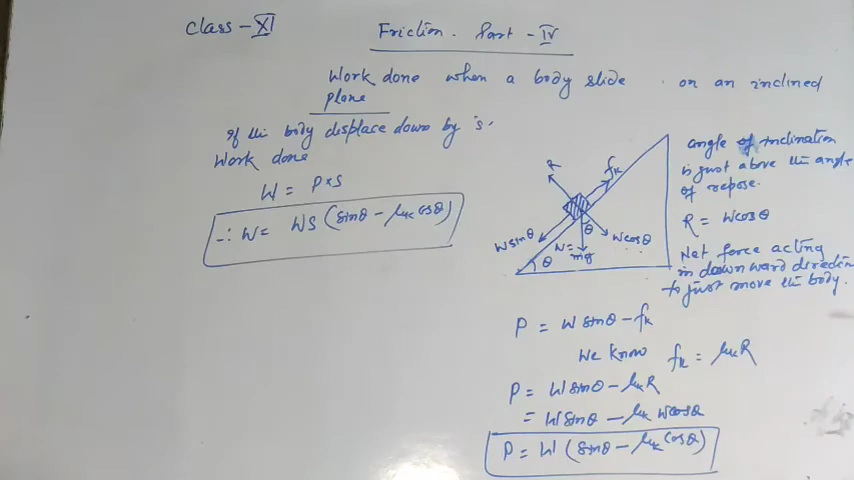 Class - XI
Friction. Part - IV
Work done when a body slide on an inclined
plane
If the body displace down by 's'
Work done
W = P×S
∴ W = WS (sinθ - μk cosθ)
R
fk
θ
W sinθ
W cosθ
W =
mg
θ
angle of inclination
is just above the angle
of repose.
R = W cosθ
Net force acting
in downward direction
to just move the body.
P = W sinθ - fk
We know fk = μk R
P = W sinθ - μk R
= W sinθ - μk W cosθ
P = W (sinθ - μk cosθ)